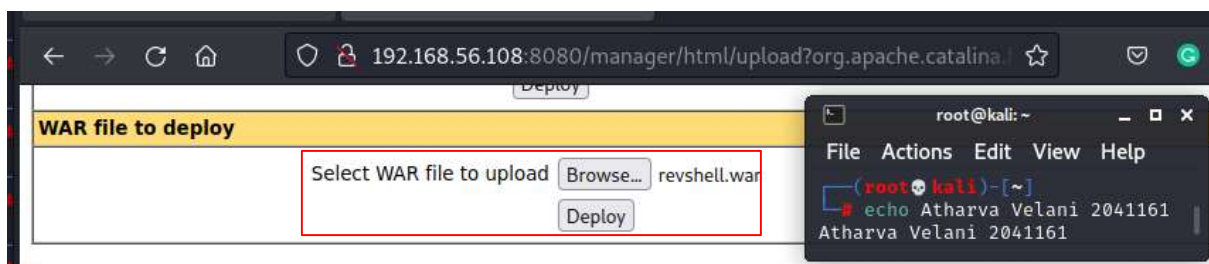 192.168.56.108:8080/manager/html/upload?org.apache.catalina.
Deploy
WAR file to deploy
Select WAR file to upload Browse... revshell.war
Deploy
root@kali: ~
File Actions Edit View Help
(root💀kali)-[~]
# echo Atharva Velani 2041161
Atharva Velani 2041161